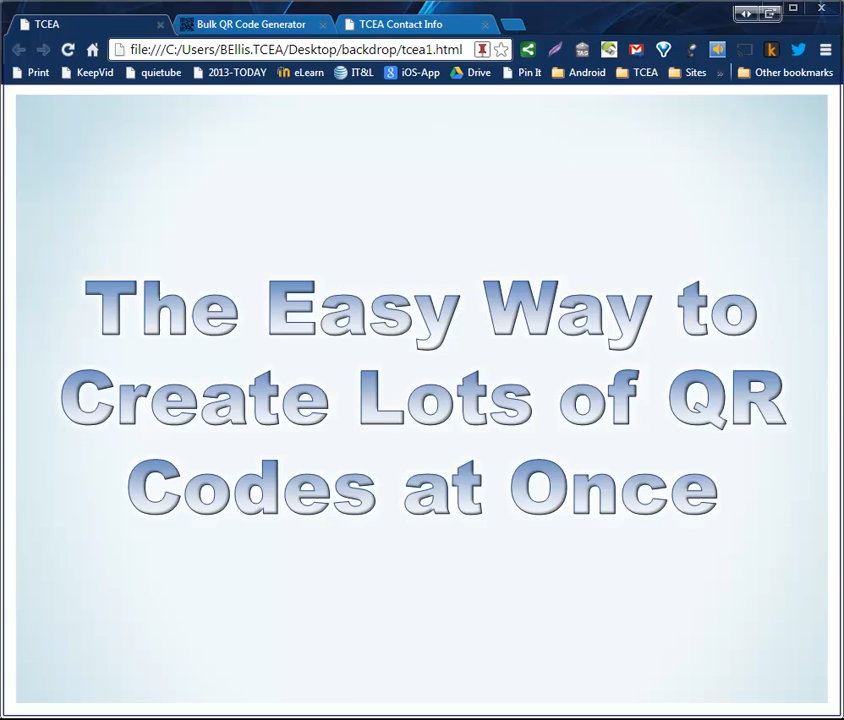 TCEA
Bulk QR Code Generator
TCEA Contact Info
file:///C:/Users/BEllis.TCEA/Desktop/backdrop/tcea1.html
Print KeepVid quietube 2013-TODAY eLearn IT&L iOS-App Drive Pin It Android TCEA Sites » Other bookmarks
The Easy Way to
Create Lots of QR
Codes at Once